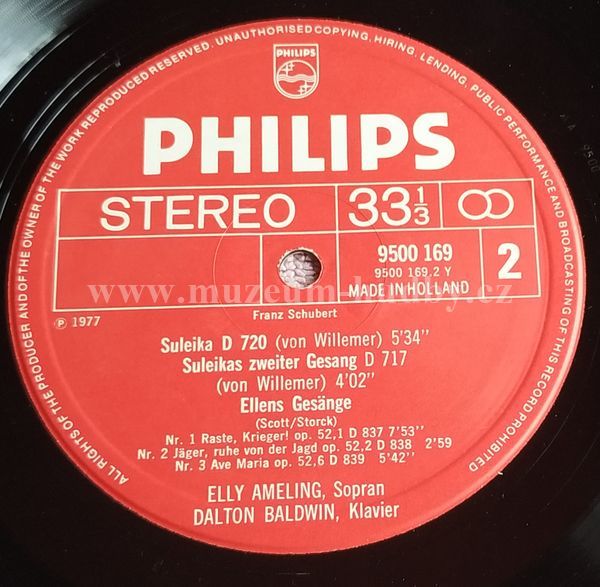 ALL RIGHTS OF THE PRODUCER AND OF THE OWNER OF THE WORK REPRODUCED RESERVED. UNAUTHORISED COPYING, HIRING, LENDING, PUBLIC PERFORMANCE AND BROADCASTING OF THIS RECORD PROHIBITED
PHILIPS
PHILIPS
STEREO 33⅓
9500 169
9500 169.2 Y
MADE IN HOLLAND
2
www.muzeum-hudby.cz
Franz Schubert
℗ 1977
Suleika D 720 (von Willemer) 5'34"
Suleikas zweiter Gesang D 717
(von Willemer) 4'02"
Ellens Gesänge
(Scott/Storck)
Nr. 1 Raste, Krieger! op. 52,1 D 837 7'53"
Nr. 2 Jäger, ruhe von der Jagd op. 52,2 D 838 2'59
Nr. 3 Ave Maria op. 52,6 D 839 5'42"
ELLY AMELING, Sopran
DALTON BALDWIN, Klavier